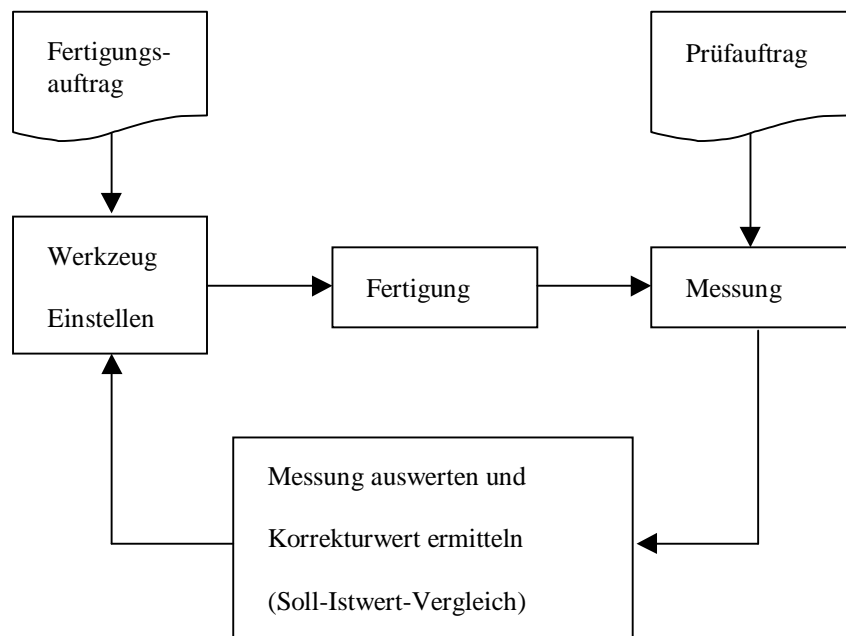 Fertigungs-
auftrag
Prüfauftrag
Werkzeug
Einstellen
Fertigung
Messung
Messung auswerten und
Korrekturwert ermitteln
(Soll-Istwert-Vergleich)